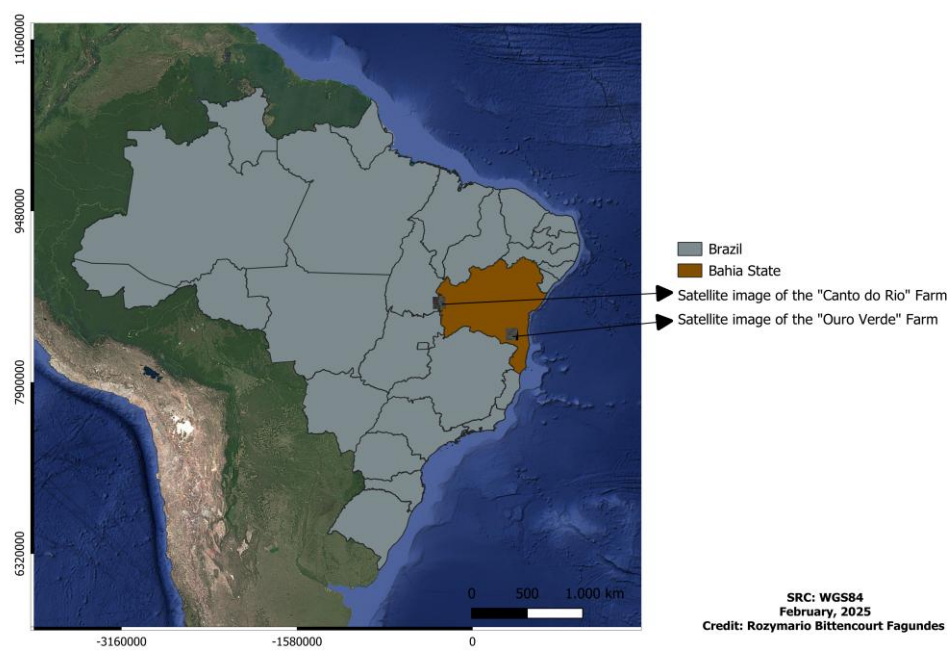 11060000
9480000
7900000
6320000
Brazil
Bahia State
Satellite image of the "Canto do Rio" Farm
Satellite image of the "Ouro Verde" Farm
0 500 1.000 km
-3160000 -1580000 0
SRC: WGS84
February, 2025
Credit: Rozymario Bittencourt Fagundes